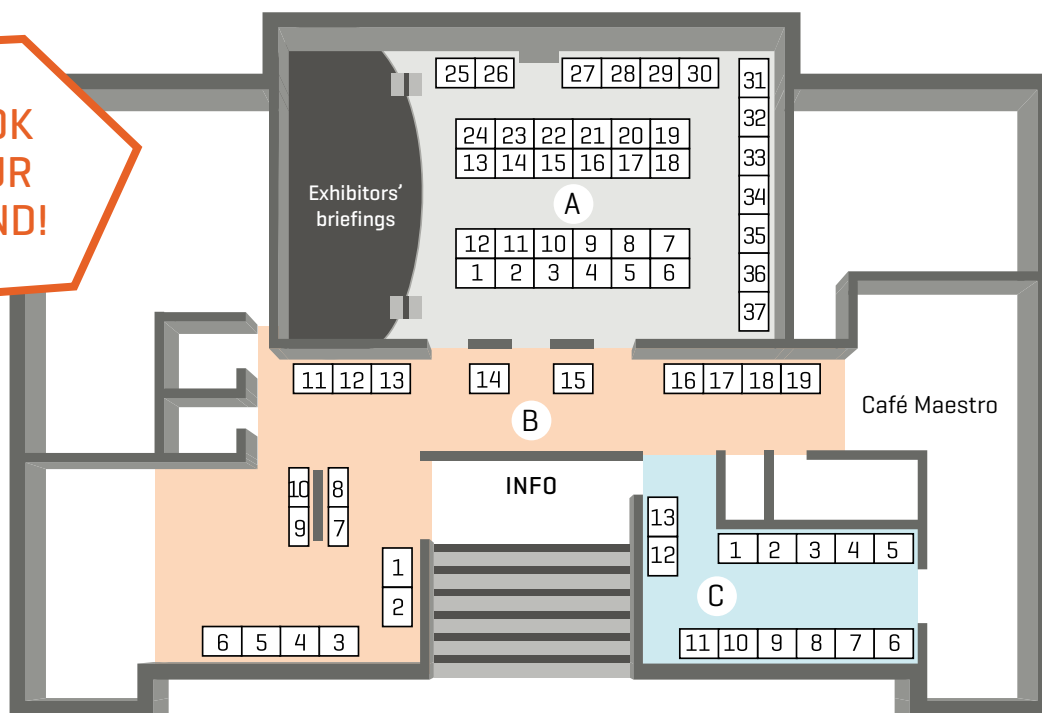 OK
UR
ND!
25 26 27 28 29 30
31
32
33
34
35
36
37
24 23 22 21 20 19
13 14 15 16 17 18
Exhibitors’
briefings
A
12 11 10 9 8 7
1 2 3 4 5 6
11 12 13 14 15 16 17 18 19
Café Maestro
B
INFO
10 8
9 7
1
2
6 5 4 3
13
12
1 2 3 4 5
C
11 10 9 8 7 6